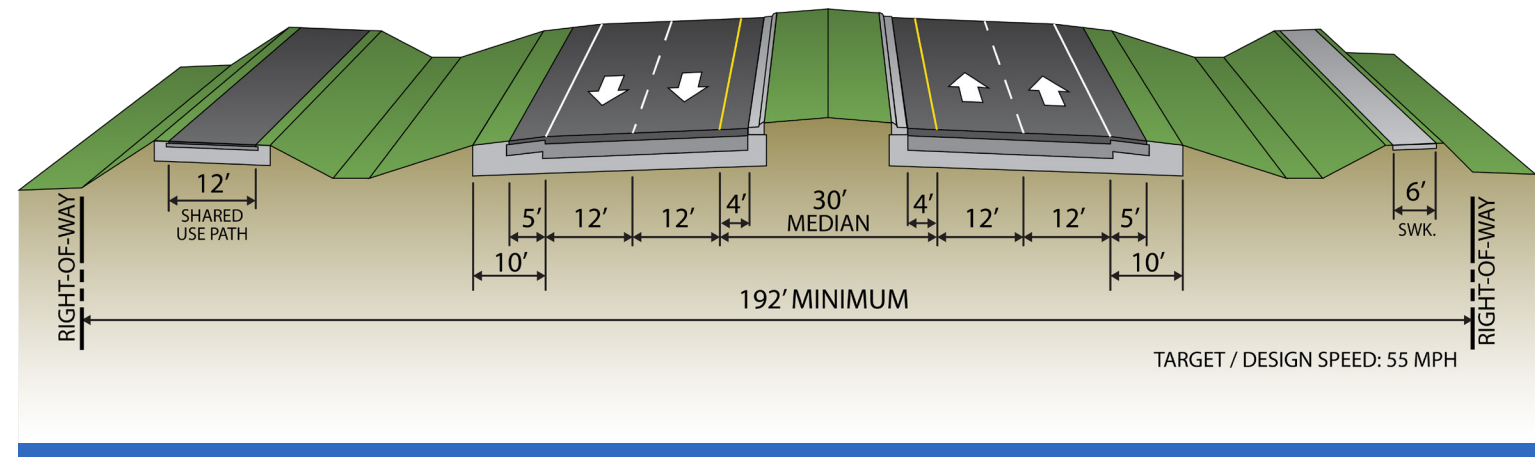 12’
SHARED
USE PATH
5’
12’
12’
4’
30’
MEDIAN
4’
12’
12’
5’
6’
SWK.
10’
10’
192’ MINIMUM
RIGHT-OF-WAY
RIGHT-OF-WAY
TARGET / DESIGN SPEED: 55 MPH